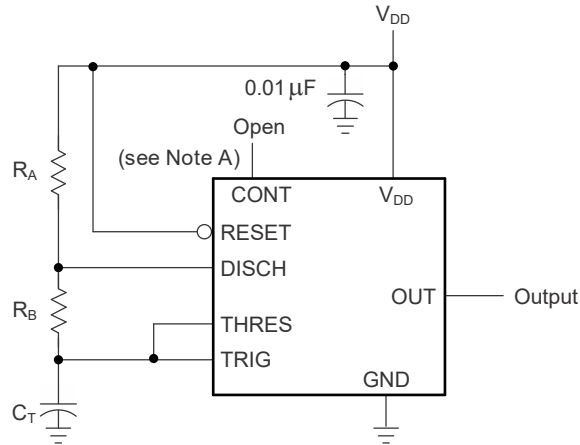 V_DD
0.01 μF
Open
(see Note A)
R_A
CONT
V_DD
RESET
DISCH
R_B
OUT
Output
THRES
TRIG
GND
C_T